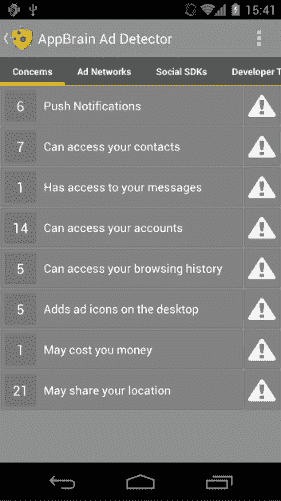 15:41
AppBrain Ad Detector
Concerns Ad Networks Social SDKs Developer T
6 Push Notifications
7 Can access your contacts
1 Has access to your messages
14 Can access your accounts
5 Can access your browsing history
5 Adds ad icons on the desktop
1 May cost you money
21 May share your location